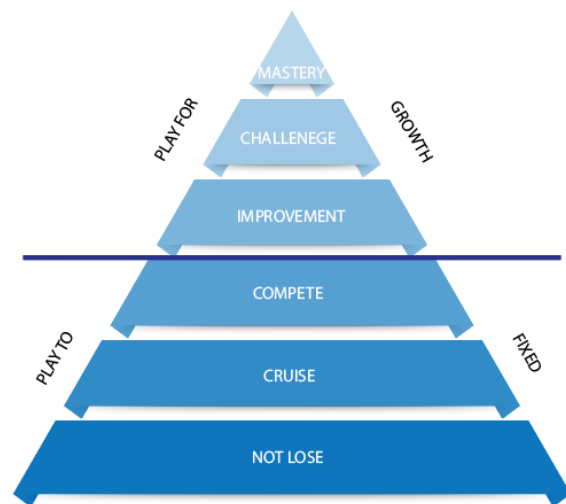 MASTERY
PLAY FOR
CHALLENEGE
GROWTH
IMPROVEMENT
COMPETE
PLAY TO
CRUISE
FIXED
NOT LOSE